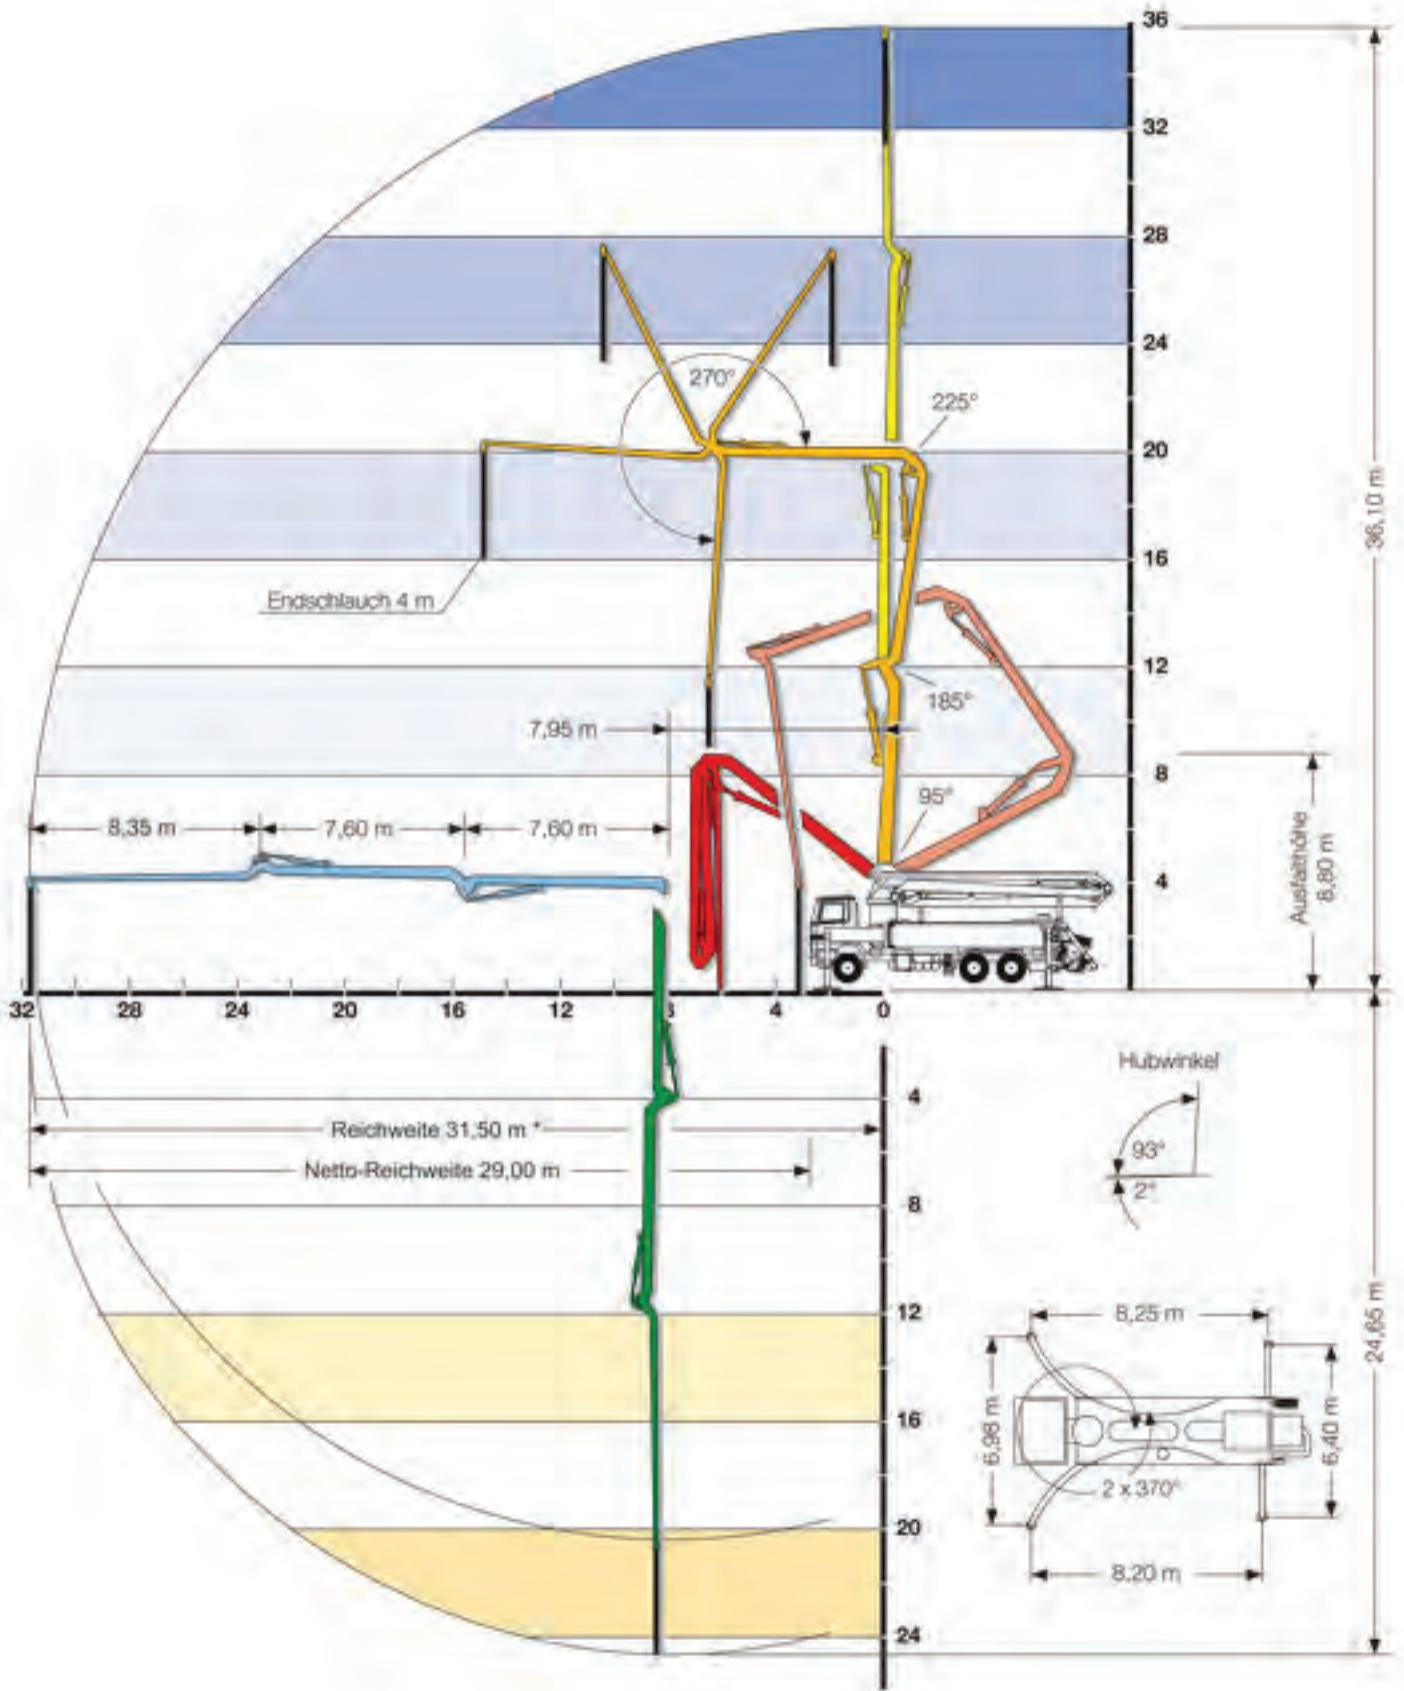 36
32
28
270°
24
225°
20
36,10 m
16
Endschlauch 4 m
12
185°
7,95 m
8
95°
8,35 m
7,60 m
7,60 m
Ausfalthöhe
8,80 m
4
32
28
24
20
16
12
8
4
0
Hubwinkel
4
Reichweite 31,50 m *
93°
Netto-Reichweite 29,00 m
2°
8
12
8,25 m
24,65 m
16
6,98 m
6,40 m
2 x 370°
20
8,20 m
24